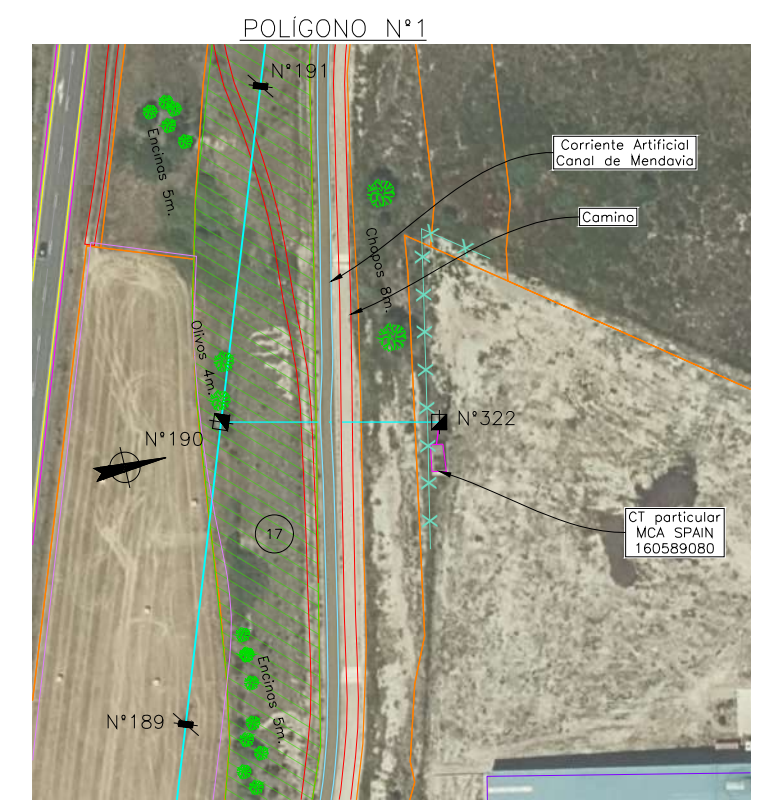 POLÍGONO Nº1
Nº191
Encinas 5m.
Corriente Artificial
Canal de Mendavia
Camino
Chopos 8m.
Olivos 4m.
Nº190
Nº322
17
CT particular
MCA SPAIN
160589080
Encinas 5m.
Nº189